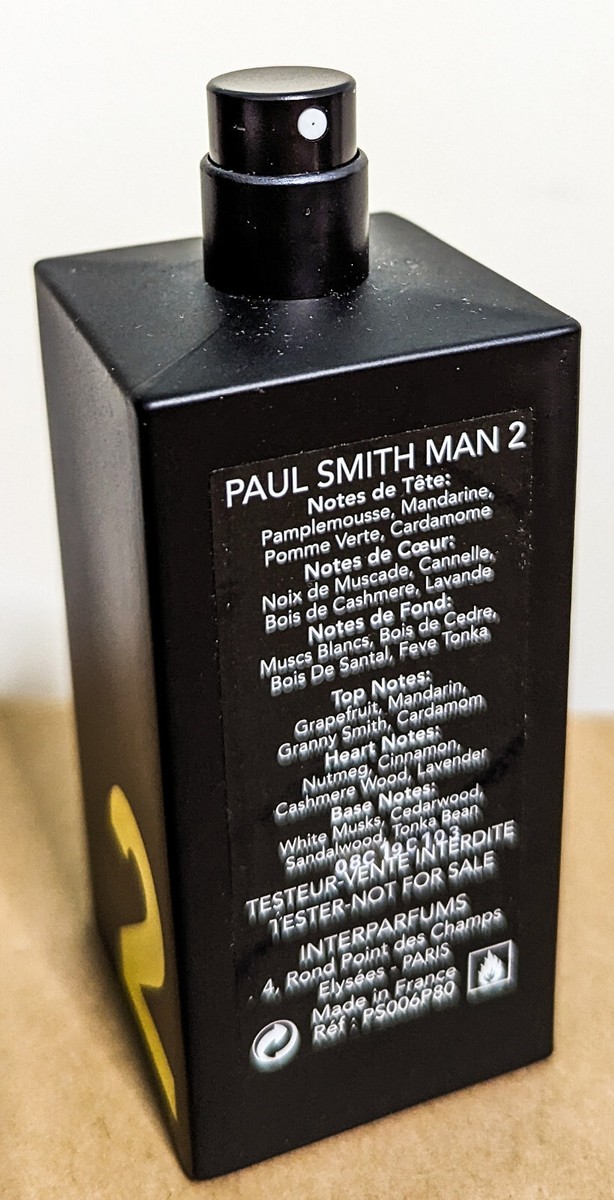 PAUL SMITH MAN 2
Notes de Tête:
Pamplemousse, Mandarine,
Pomme Verte, Cardamome
Notes de Cœur:
Noix de Muscade, Cannelle,
Bois de Cashmere, Lavande
Notes de Fond:
Muscs Blancs, Bois de Cedre,
Bois De Santal, Feve Tonka
Top Notes:
Grapefruit, Mandarin,
Granny Smith, Cardamom
Heart Notes:
Nutmeg, Cinnamon,
Cashmere Wood, Lavender
Base Notes:
White Musks, Cedarwood,
Sandalwood, Tonka Bean
TESTEUR-VENTE INTERDITE
TESTER-NOT FOR SALE
INTERPARFUMS
4, Rond Point des Champs
Elysées - PARIS
Made in France
Réf : PS006P80
2